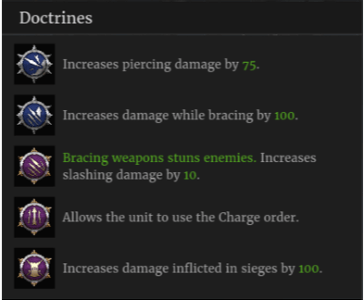 Doctrines
Increases piercing damage by 75.
Increases damage while bracing by 100.
Bracing weapons stuns enemies. Increases
slashing damage by 10.
Allows the unit to use the Charge order.
Increases damage inflicted in sieges by 100.